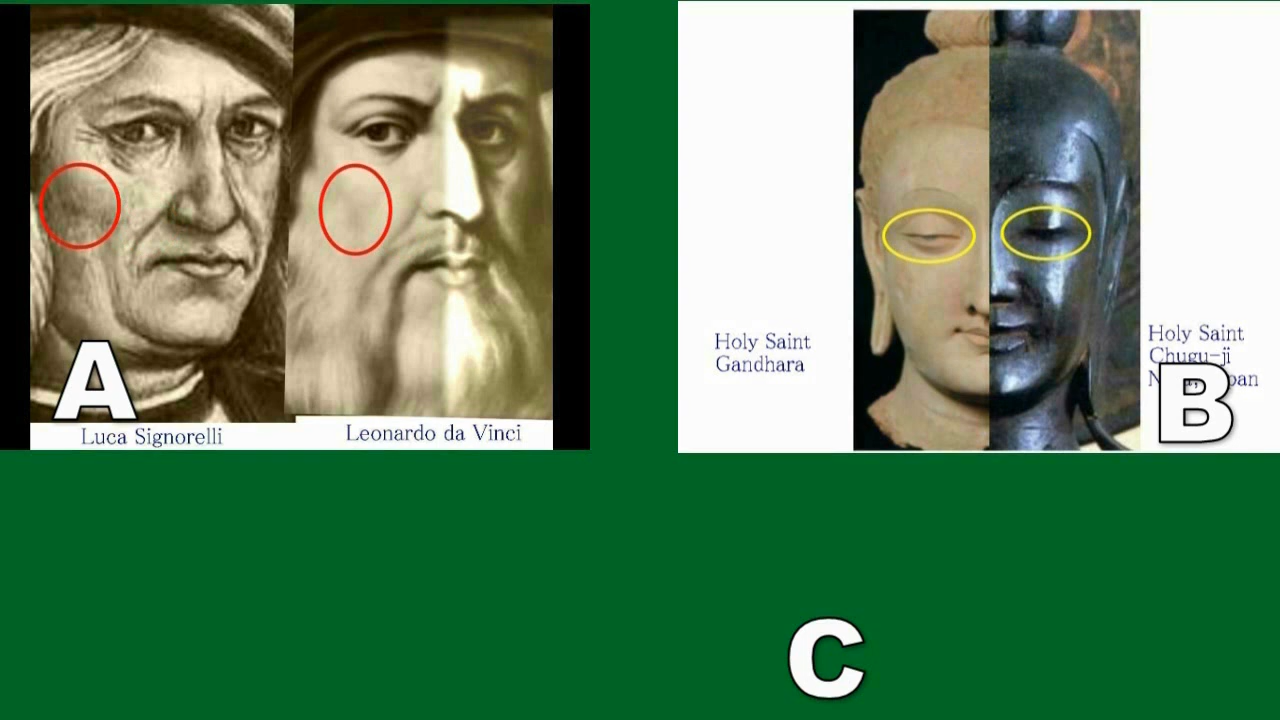 A
Luca Signorelli
Leonardo da Vinci
Holy Saint
Gandhara
Holy Saint
Chugu-ji
B
C